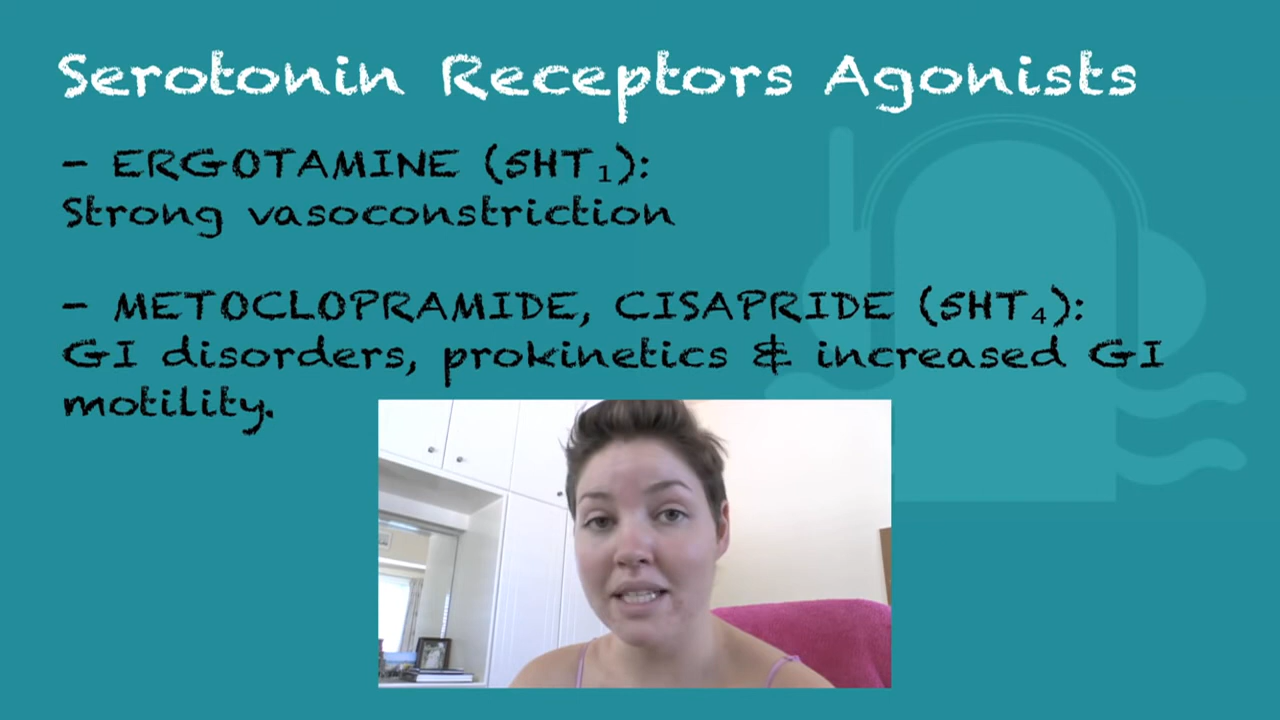 Serotonin Receptors Agonists
- ERGOTAMINE (5HT₁):
Strong vasoconstriction
- METOCLOPRAMIDE, CISAPRIDE (5HT₄):
GI disorders, prokinetics & increased GI
motility.